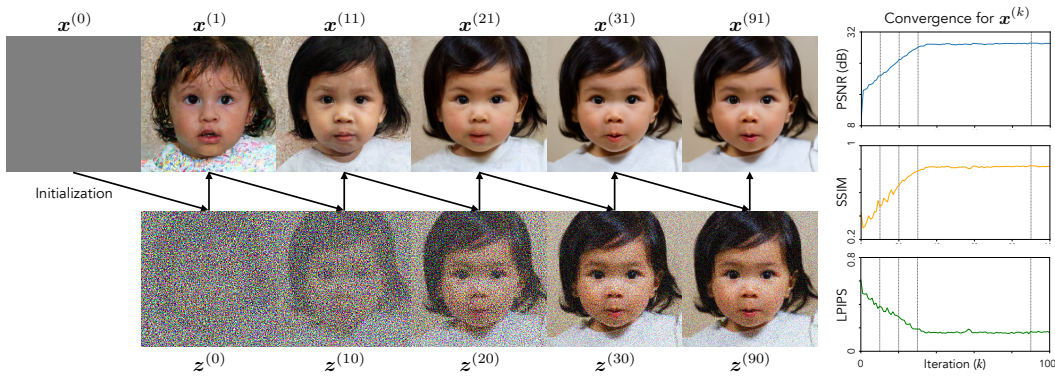 x^(0) x^(1) x^(11) x^(21) x^(31) x^(91)
Initialization
z^(0) z^(10) z^(20) z^(30) z^(90)
Convergence for x^(k)
32
PSNR (dB)
8
1
SSIM
0.2
0.8
LPIPS
0
0 Iteration (k) 100